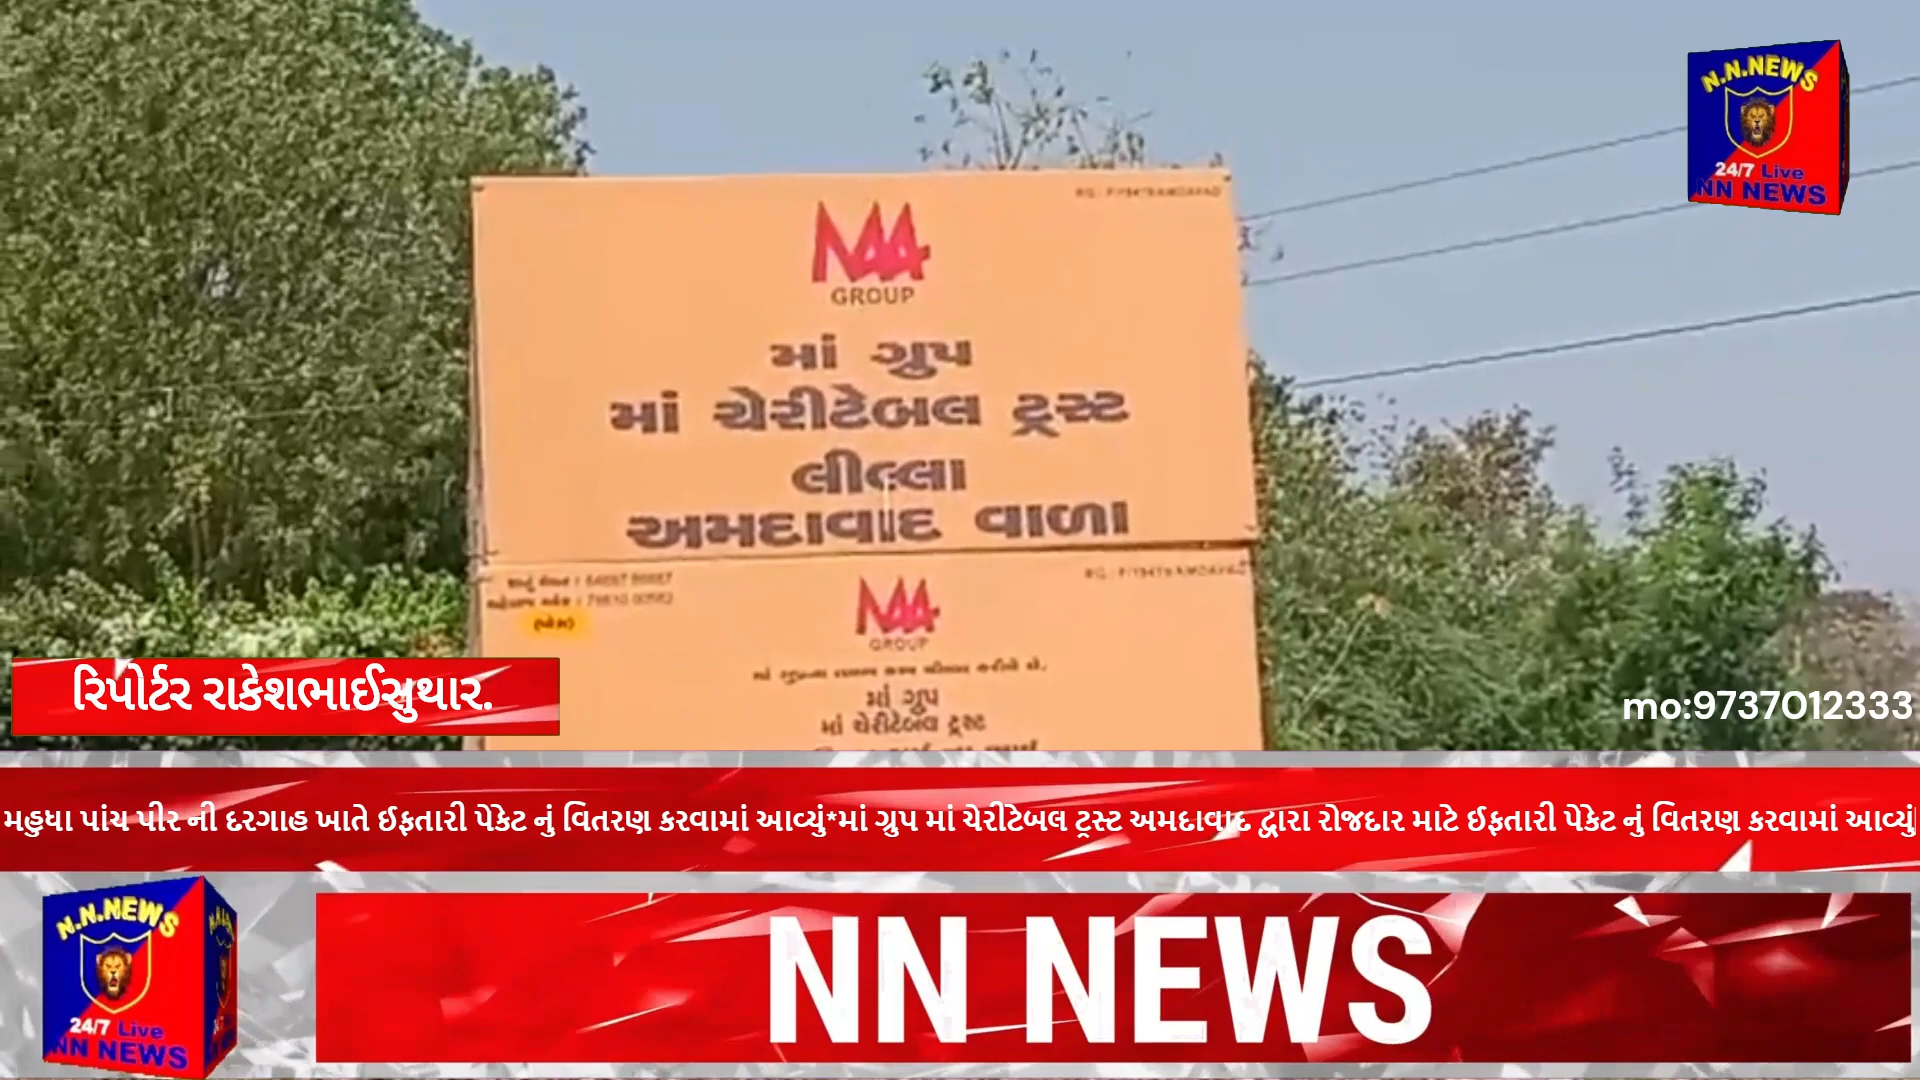 N.N.NEWS
24/7 Live
NN NEWS
MAA
GROUP
માં ગ્રુપ
માં ચેરીટેબલ ટ્રસ્ટ
લીલ્લા
અમદાવાદ વાળા
MAA
GROUP
માં ગ્રુપ
માં ચેરીટેબલ ટ્રસ્ટ
રિપોર્ટર રાકેશભાઈસુથાર.
mo:9737012333
મહુધા પાંચ પીર ની દરગાહ ખાતે ઈફતારી પેકેટ નું વિતરણ કરવામાં આવ્યું*માં ગ્રુપ માં ચેરીટેબલ ટ્રસ્ટ અમદાવાદ દ્વારા રોજદાર માટે ઈફતારી પેકેટ નું વિતરણ કરવામાં આવ્યું
N.N.NEWS
24/7 Live
NN NEWS
NN NEWS